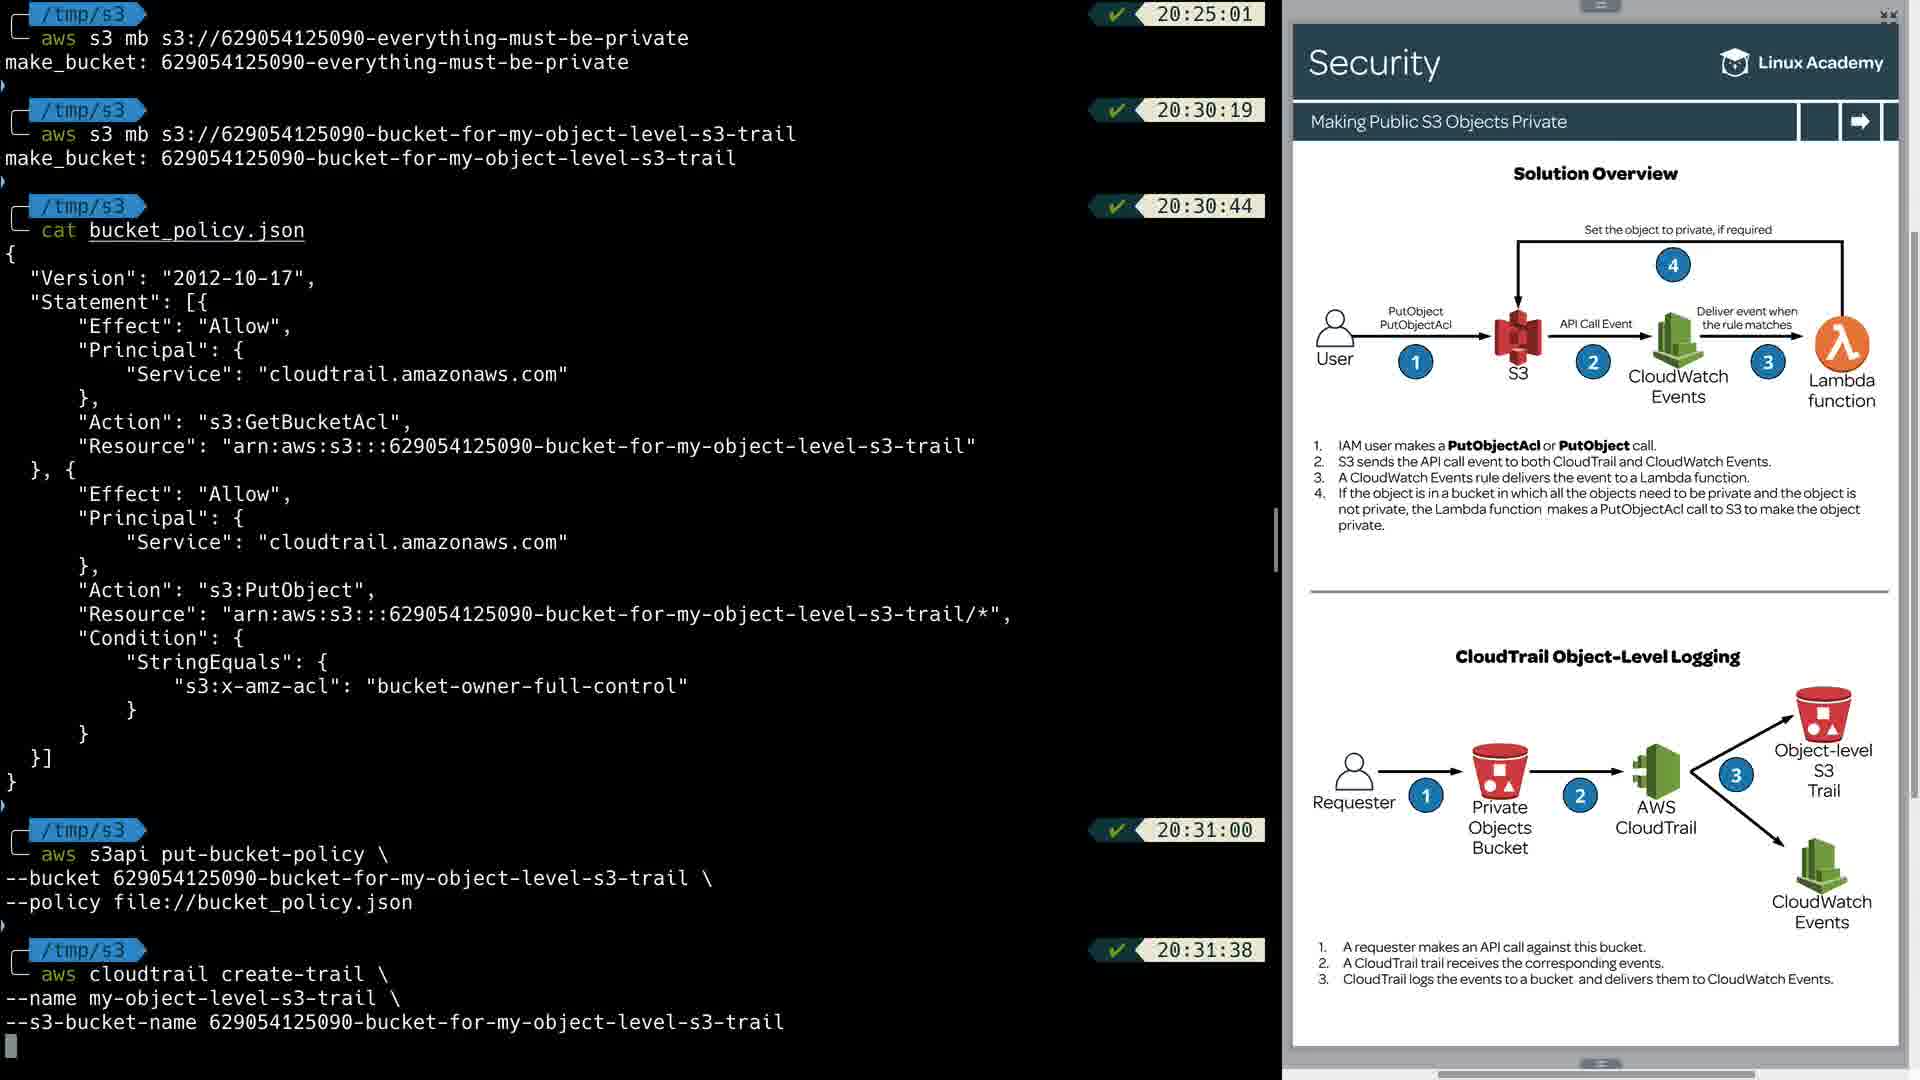 /tmp/s3
✔ 20:25:01
aws s3 mb s3://629054125090-everything-must-be-private
make_bucket: 629054125090-everything-must-be-private
/tmp/s3
✔ 20:30:19
aws s3 mb s3://629054125090-bucket-for-my-object-level-s3-trail
make_bucket: 629054125090-bucket-for-my-object-level-s3-trail
/tmp/s3
✔ 20:30:44
cat bucket_policy.json
{
"Version": "2012-10-17",
"Statement": [{
"Effect": "Allow",
"Principal": {
"Service": "cloudtrail.amazonaws.com"
},
"Action": "s3:GetBucketAcl",
"Resource": "arn:aws:s3:::629054125090-bucket-for-my-object-level-s3-trail"
}, {
"Effect": "Allow",
"Principal": {
"Service": "cloudtrail.amazonaws.com"
},
"Action": "s3:PutObject",
"Resource": "arn:aws:s3:::629054125090-bucket-for-my-object-level-s3-trail/*",
"Condition": {
"StringEquals": {
"s3:x-amz-acl": "bucket-owner-full-control"
}
}
}]
}
/tmp/s3
✔ 20:31:00
aws s3api put-bucket-policy \
--bucket 629054125090-bucket-for-my-object-level-s3-trail \
--policy file://bucket_policy.json
/tmp/s3
✔ 20:31:38
aws cloudtrail create-trail \
--name my-object-level-s3-trail \
--s3-bucket-name 629054125090-bucket-for-my-object-level-s3-trail
Security
Linux Academy
Making Public S3 Objects Private
Solution Overview
Set the object to private, if required
4
PutObject
PutObjectAcl
API Call Event
Deliver event when
the rule matches
1
2
3
User
S3
CloudWatch
Events
Lambda
function
1. IAM user makes a PutObjectAcl or PutObject call.
2. S3 sends the API call event to both CloudTrail and CloudWatch Events.
3. A CloudWatch Events rule delivers the event to a Lambda function.
4. If the object is in a bucket in which all the objects need to be private and the object is
not private, the Lambda function makes a PutObjectAcl call to S3 to make the object
private.
CloudTrail Object-Level Logging
Object-level
S3
Trail
Requester
1
Private
Objects
Bucket
2
AWS
CloudTrail
3
CloudWatch
Events
1. A requester makes an API call against this bucket.
2. A CloudTrail trail receives the corresponding events.
3. CloudTrail logs the events to a bucket and delivers them to CloudWatch Events.